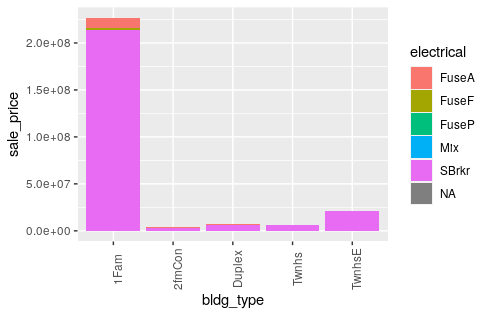 sale_price
2.0e+08
1.5e+08
1.0e+08
5.0e+07
0.0e+00
1Fam
2fmCon
Duplex
Twnhs
TwnhsE
bldg_type
electrical
FuseA
FuseF
FuseP
Mix
SBrkr
NA